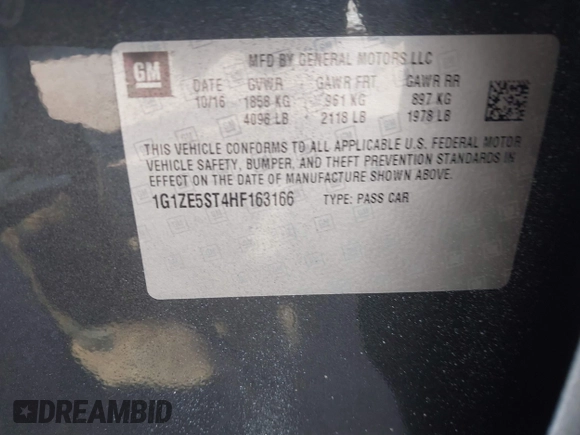 GM
MFD BY GENERAL MOTORS LLC
DATE GVWR GAWR FRT GAWR RR
10/16 1858 KG 961 KG 897 KG
4096 LB 2118 LB 1978 LB
THIS VEHICLE CONFORMS TO ALL APPLICABLE U.S. FEDERAL MOTOR
VEHICLE SAFETY, BUMPER, AND THEFT PREVENTION STANDARDS IN
EFFECT ON THE DATE OF MANUFACTURE SHOWN ABOVE.
1G1ZE5ST4HF163166 TYPE: PASS CAR
DREAMBID